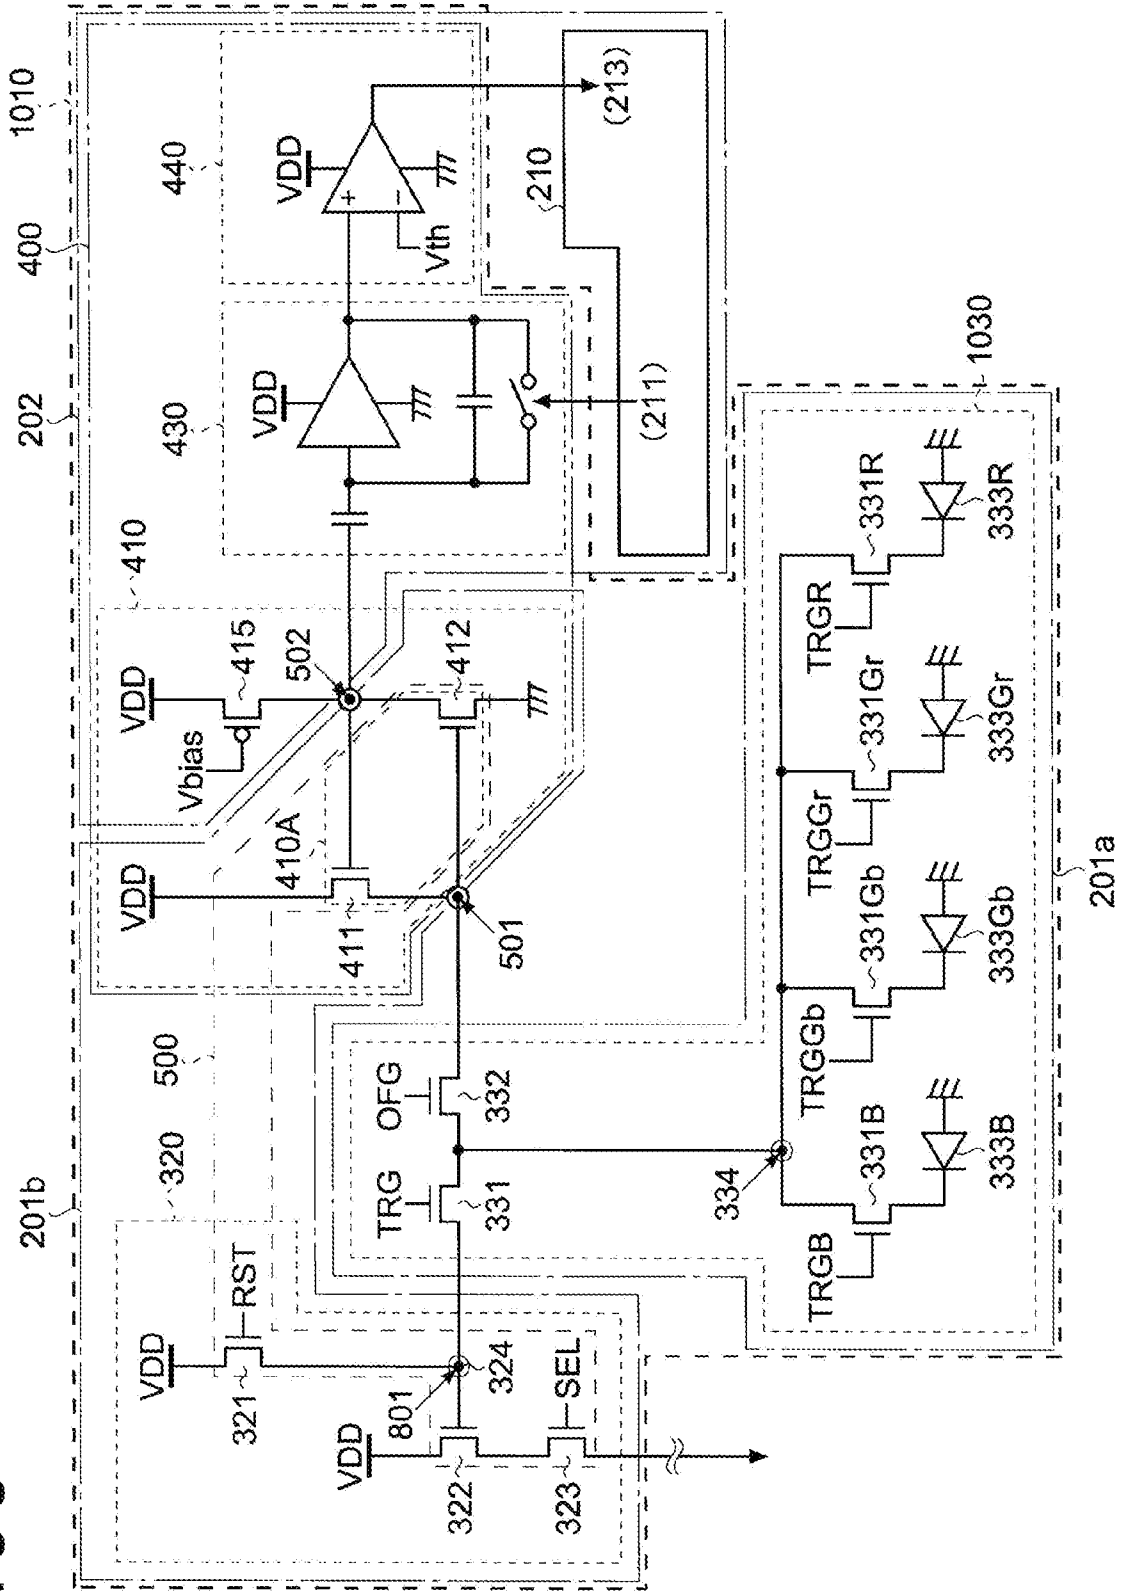 1010
400
202
201b
440
VDD
+
−
Vth
(213)
210
430
VDD
(211)
410
VDD
415
Vbias
502
412
410A
VDD
411
501
500
320
OFG
332
TRG
331
VDD
RST
321
801
324
VDD
322
SEL
323
334
1030
TRGR
331R
333R
TRGGr
331Gr
333Gr
TRGGb
331Gb
333Gb
TRGB
331B
333B
201a